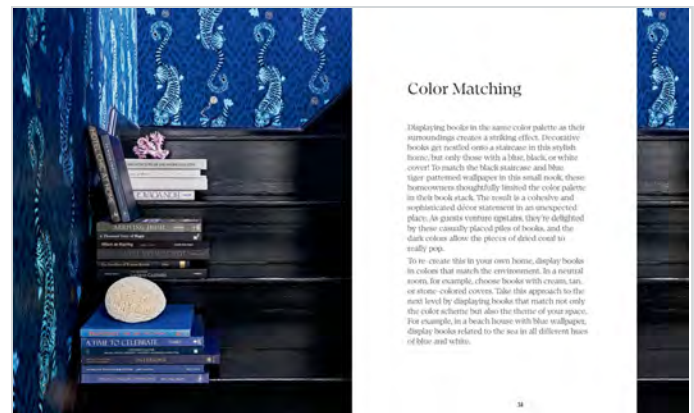 ARRIVING HOME
A TIME TO CELEBRATE
Color Matching
Displaying books in the same color palette as their
surroundings creates a striking effect. Decorative
books get nestled onto a staircase in this stylish
home, but only those with a blue, black, or white
cover! To match the black staircase and blue
tiger-patterned wallpaper in this small nook, these
homeowners thoughtfully limited the color palette
in their book stack. The result is a cohesive and
sophisticated décor statement in an unexpected
place. As guests venture upstairs, they're delighted
by these casually placed piles of books, and the
dark colors allow the pieces of dried coral to
really pop.
To re-create this in your own home, display books
in colors that match the environment. In a neutral
room, for example, choose books with cream, tan,
or stone-colored covers. Take this approach to the
next level by displaying books that match not only
the color scheme but also the theme of your space.
For example, in a beach house with blue wallpaper,
display books related to the sea in all different hues
of blue and white.